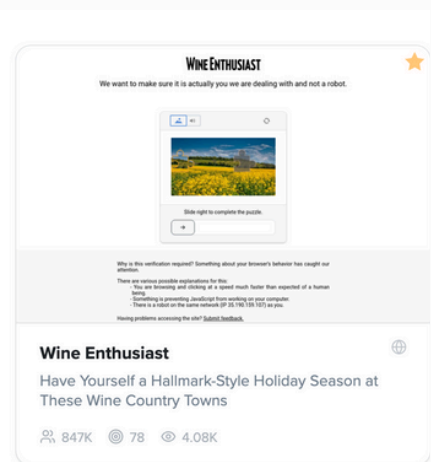 WINE ENTHUSIAST
We want to make sure it is actually you we are dealing with and not a robot.
Slide right to complete the puzzle.
Why is this verification required? Something about your browser's behavior has caught our
attention.
There are various possible explanations for this:
- You are browsing and clicking at a speed much faster than expected of a human
being.
- Something is preventing JavaScript from working on your computer.
- There is a robot on the same network (IP 35.190.139.107) as you.
Having problems accessing the site? Submit feedback.
Wine Enthusiast
Have Yourself a Hallmark-Style Holiday Season at
These Wine Country Towns
847K 78 4.08K